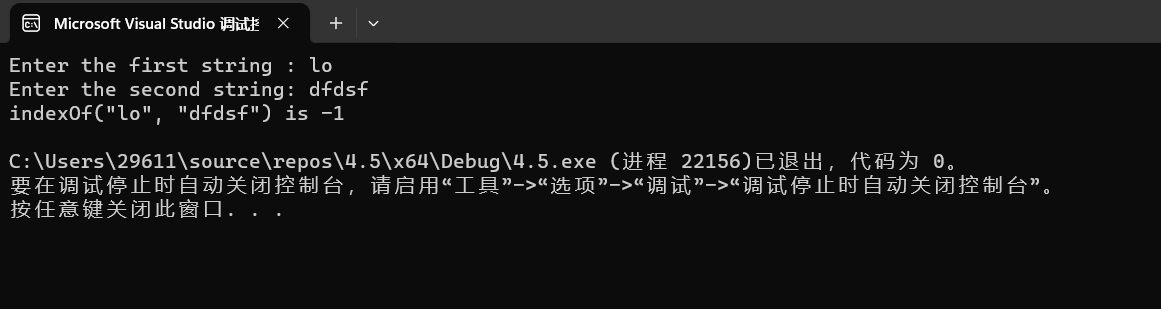 Microsoft Visual Studio 调试
Enter the first string : lo
Enter the second string: dfdsf
indexOf("lo", "dfdsf") is -1
C:\Users\29611\source\repos\4.5\x64\Debug\4.5.exe (进程 22156)已退出，代码为 0。
要在调试停止时自动关闭控制台，请启用“工具”->“选项”->“调试”->“调试停止时自动关闭控制台”。
按任意键关闭此窗口. . .